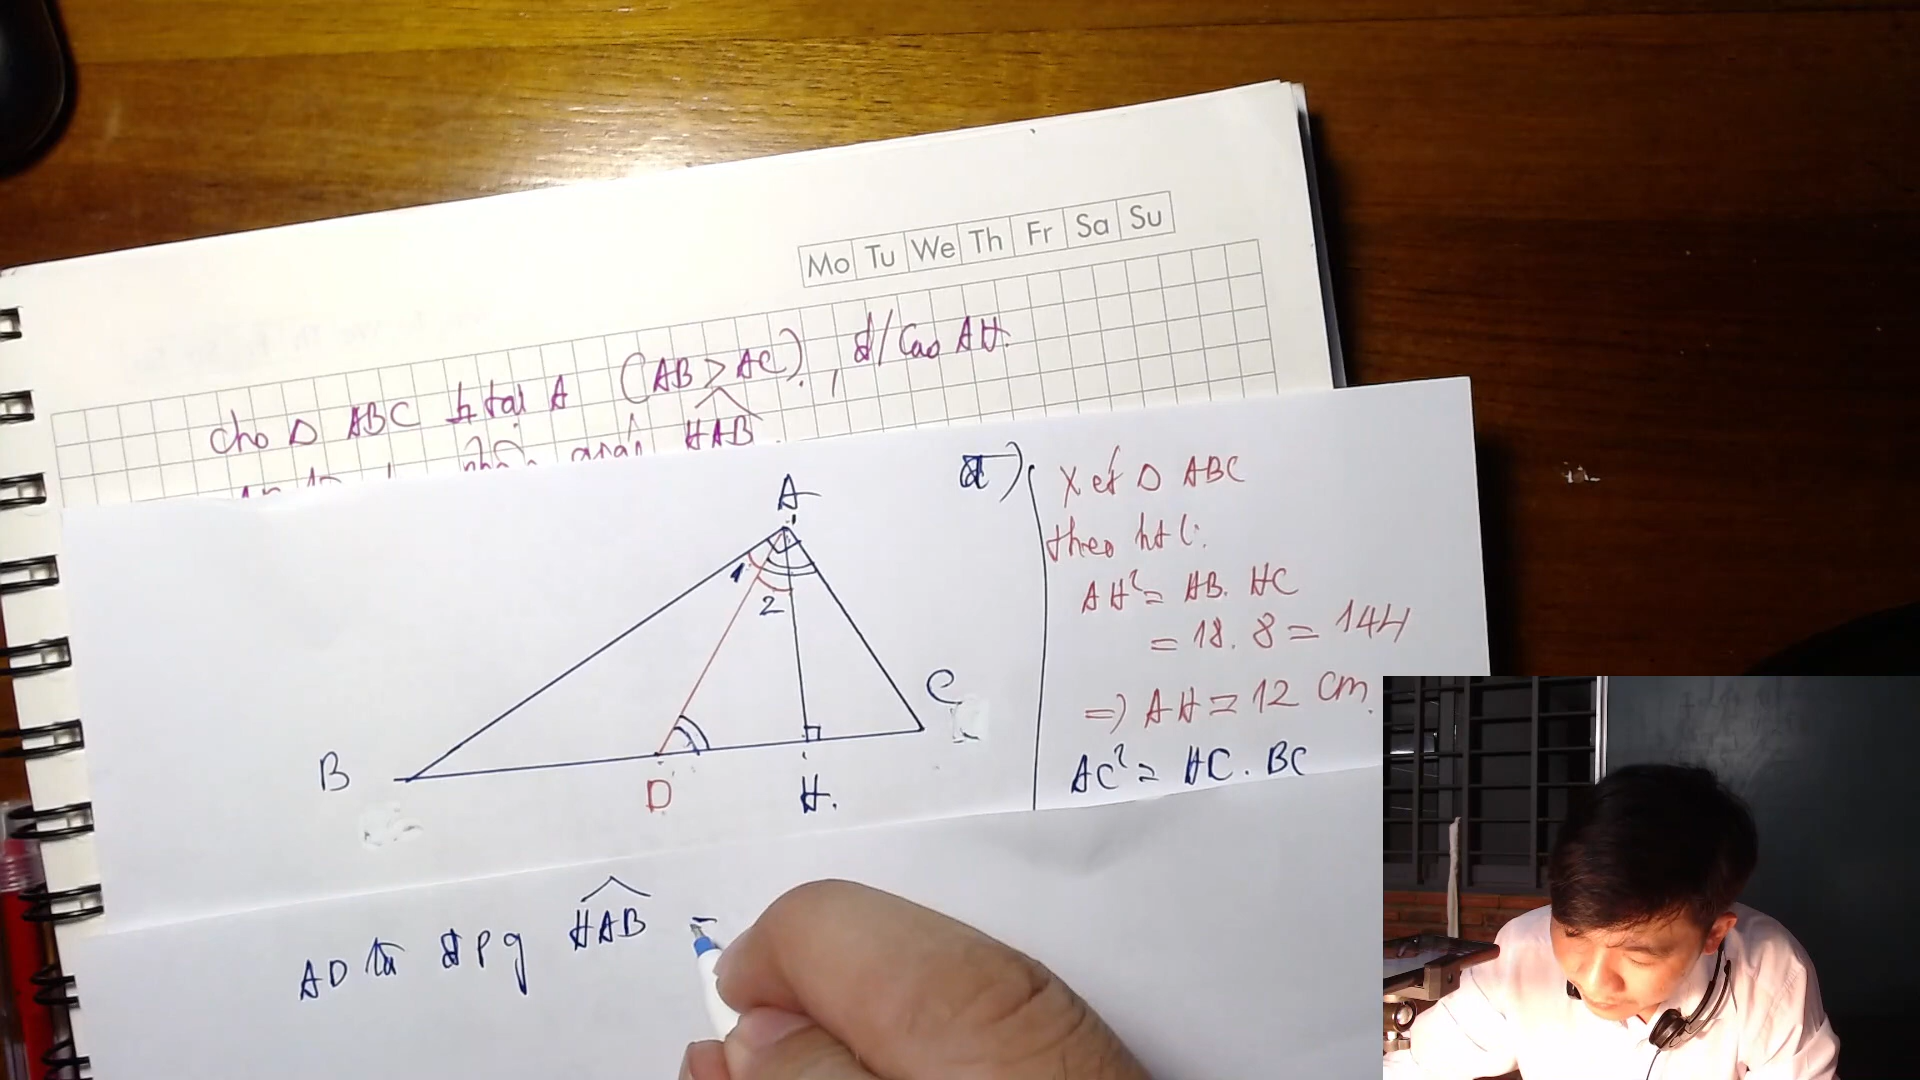 Mo Tu We Th Fr Sa Su
Cho Δ ABC tại A (AB > AC), đ/cao AH.
phân HAB
A
1
2
B
D
H.
C
a) Xét Δ ABC
theo htl:
AH² = HB. HC
= 18. 8 = 144
=> AH = 12 cm.
AC² = HC. BC
AD là đpg HAB =